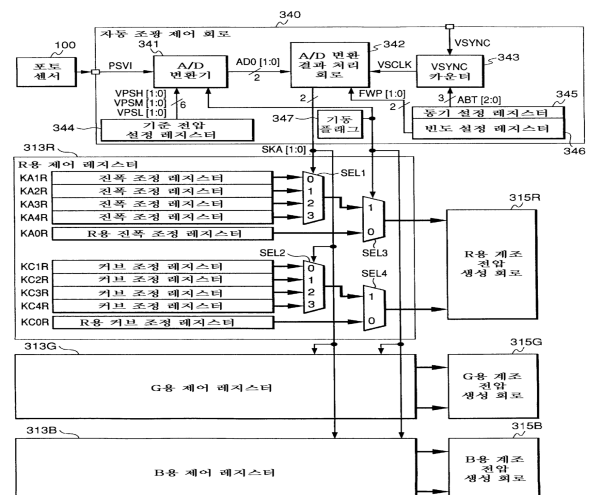 340
자동 조광 제어 회로
100
포토
센서
PSVI
341
A/D
변환기
AD0 [1:0]
2
342
A/D 변환
결과 처리
회로
VSYNC
VSCLK
343
VSYNC
카운터
VPSH [1:0]
VPSM [1:0]
VPSL [1:0]
6
344
기준 전압
설정 레지스터
2
347
기동
플래그
FWP [1:0]
2
3
ABT [2:0]
345
동기 설정 레지스터
빈도 설정 레지스터
346
SKA [1:0]
313R
R용 제어 레지스터
KA1R 진폭 조정 레지스터
KA2R 진폭 조정 레지스터
KA3R 진폭 조정 레지스터
KA4R 진폭 조정 레지스터
KA0R R용 진폭 조정 레지스터
SEL1
0
1
2
3
1
0
SEL3
KC1R 커브 조정 레지스터
KC2R 커브 조정 레지스터
KC3R 커브 조정 레지스터
KC4R 커브 조정 레지스터
KC0R R용 커브 조정 레지스터
SEL2
0
1
2
3
SEL4
1
0
315R
R용 계조
전압
생성 회로
313G
G용 제어 레지스터
315G
G용 계조
전압
생성 회로
313B
B용 제어 레지스터
315B
B용 계조
전압
생성 회로